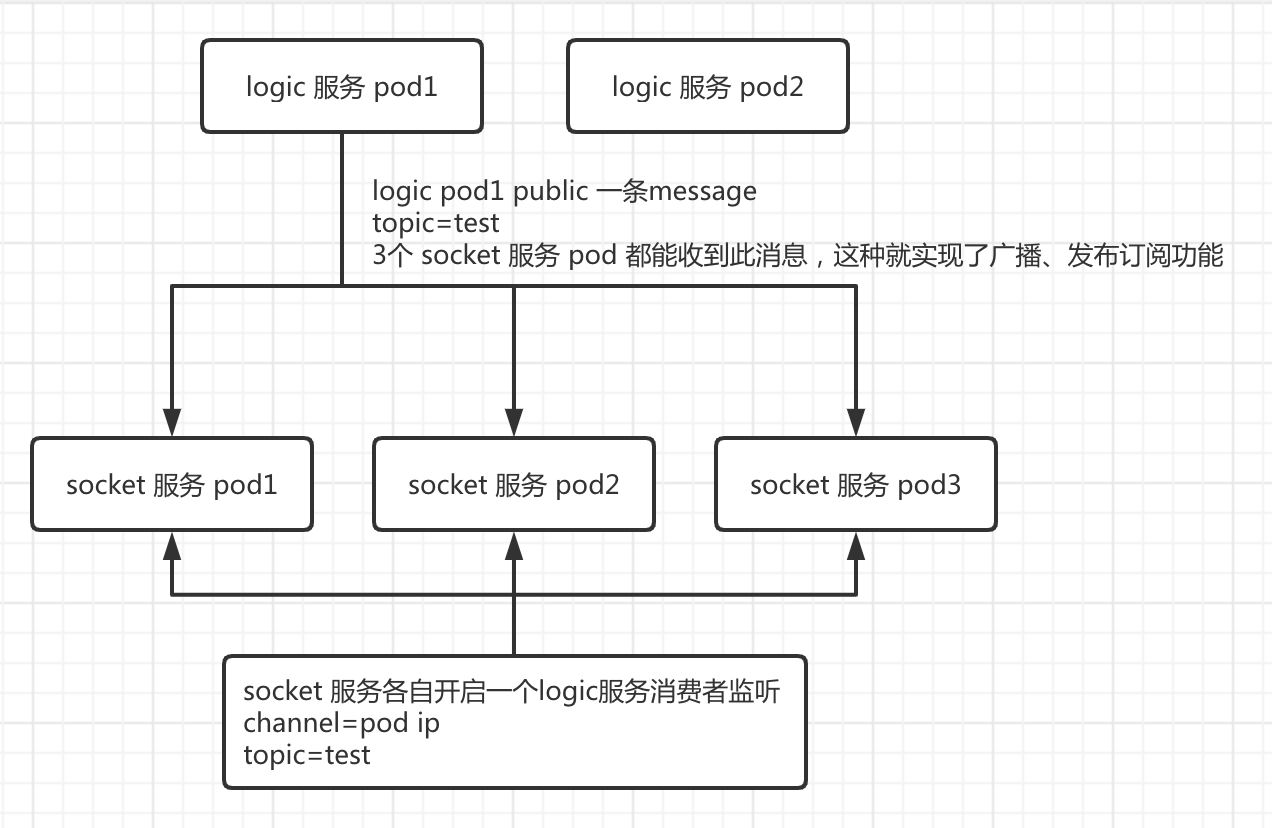 logic 服务 pod1
logic 服务 pod2
logic pod1 public 一条message
topic=test
3个 socket 服务 pod 都能收到此消息，这种就实现了广播、发布订阅功能
socket 服务 pod1
socket 服务 pod2
socket 服务 pod3
socket 服务各自开启一个logic服务消费者监听
channel=pod ip
topic=test